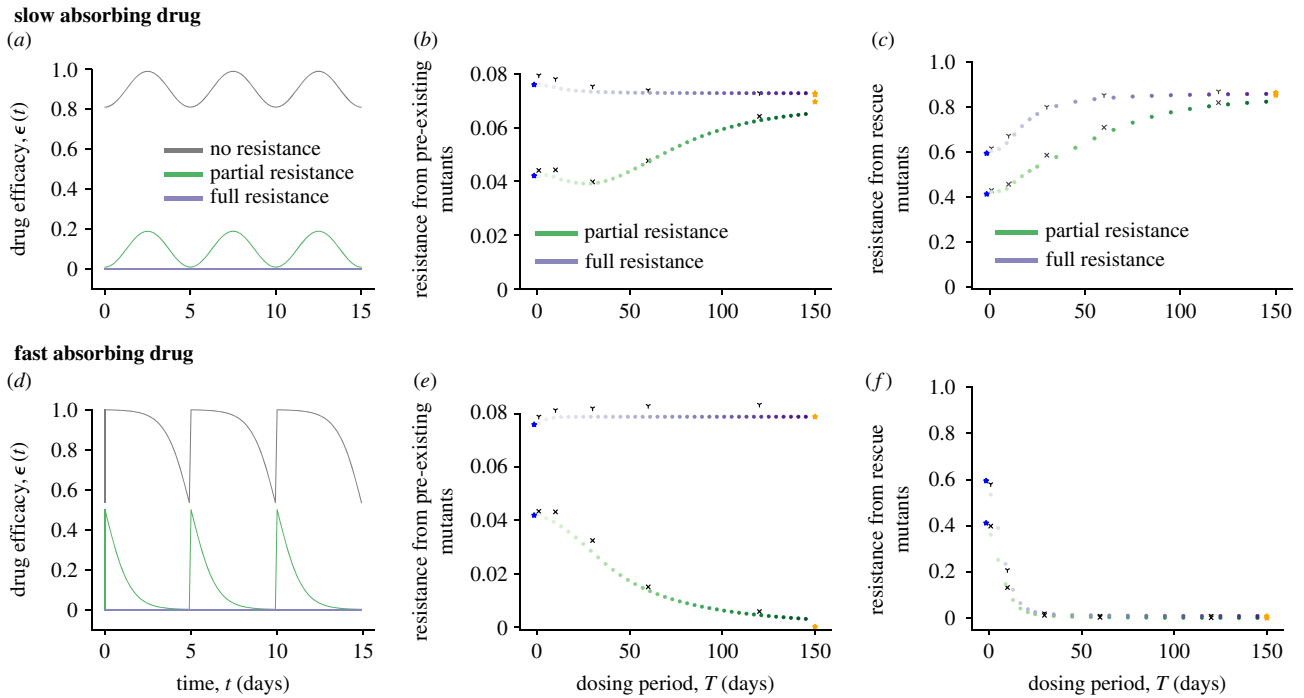 slow absorbing drug
(a)
drug efficacy, ϵ (t)
1.0
0.8
0.6
0.4
0.2
0
no resistance
partial resistance
full resistance
0
5
10
15
(b)
resistance from pre-existing
mutants
0.08
0.06
0.04
0.02
0
partial resistance
full resistance
0
50
100
150
(c)
resistance from rescue
mutants
1.0
0.8
0.6
0.4
0.2
0
partial resistance
full resistance
0
50
100
150
fast absorbing drug
(d)
drug efficacy, ϵ (t)
1.0
0.8
0.6
0.4
0.2
0
0
5
10
15
time, t (days)
(e)
resistance from pre-existing
mutants
0.08
0.06
0.04
0.02
0
0
50
100
150
dosing period, T (days)
(f)
resistance from rescue
mutants
1.0
0.8
0.6
0.4
0.2
0
0
50
100
150
dosing period, T (days)